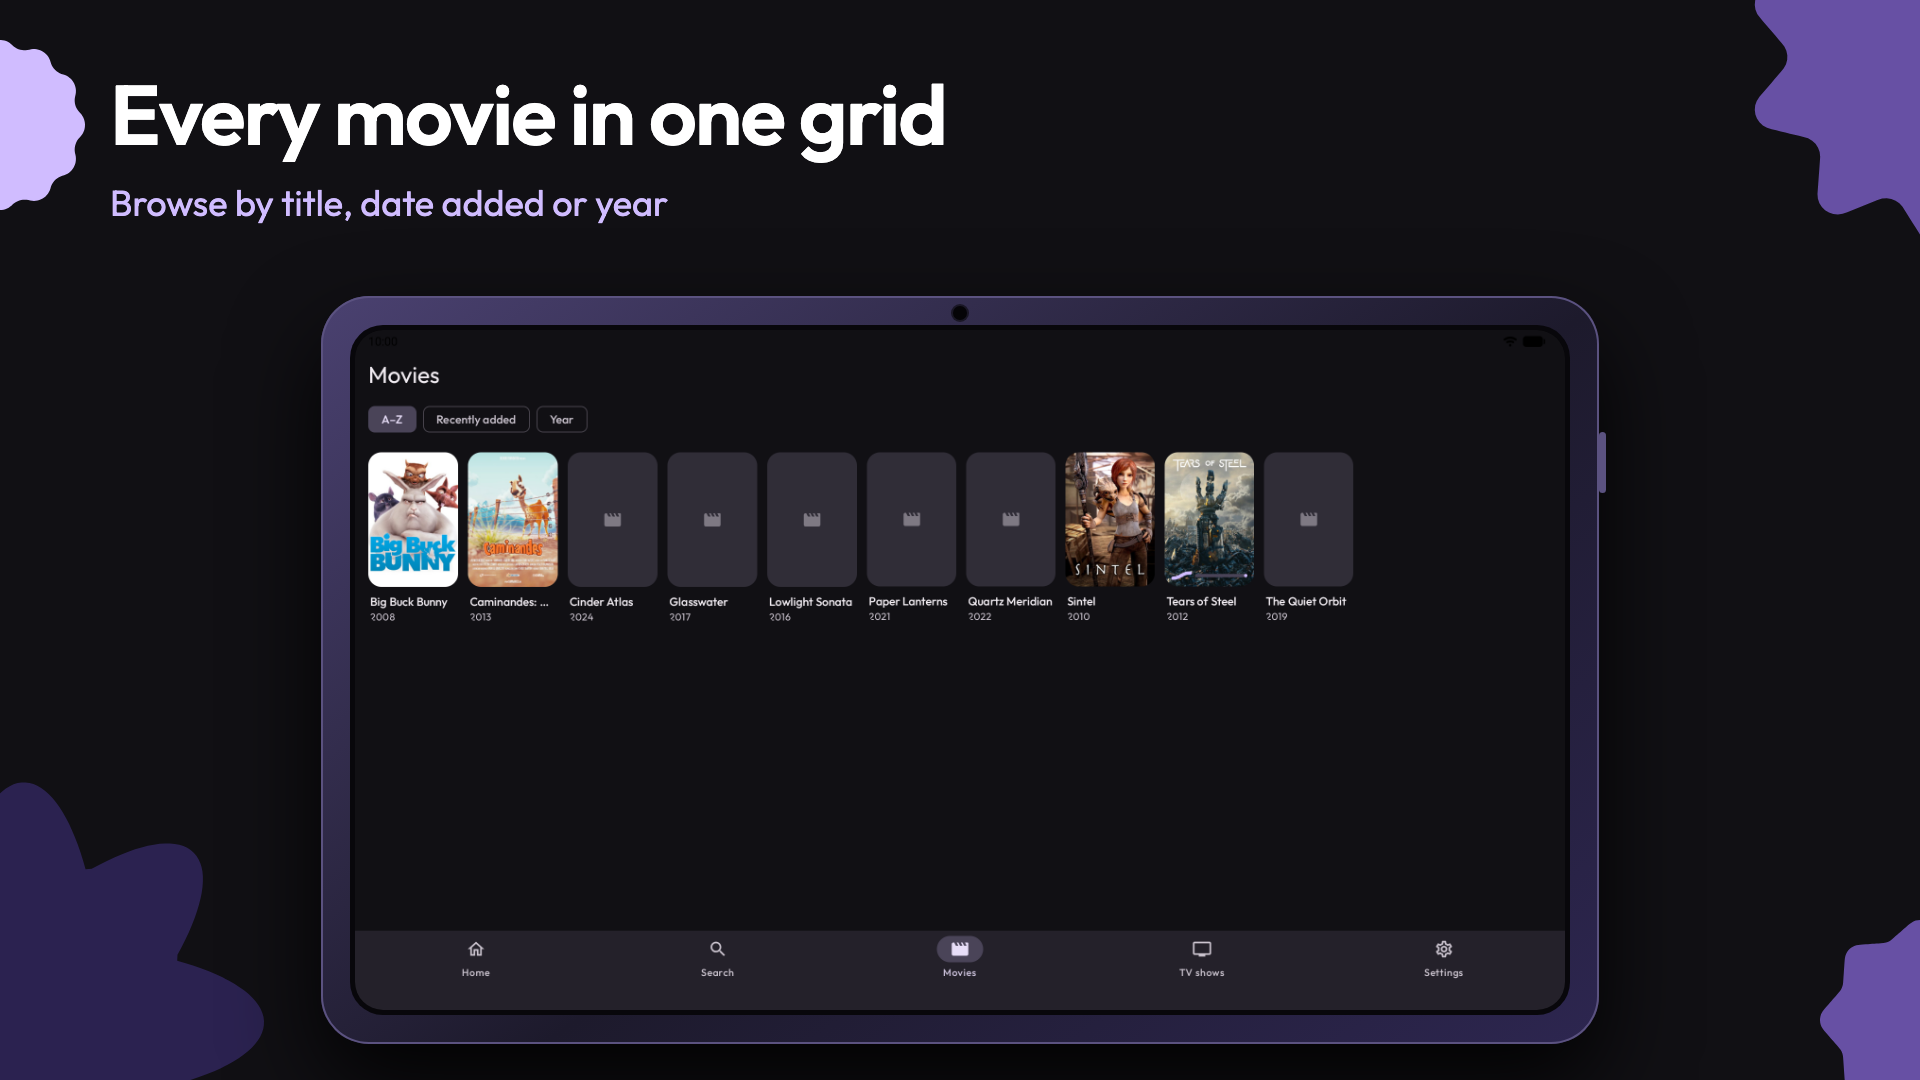 Every movie in one grid
Browse by title, date added or year
10:00
Movies
A–Z
Recently added
Year
Big Buck
BUNNY
caminandes
SINTEL
TEARS OF STEEL
Big Buck Bunny
2008
Caminandes: ...
2013
Cinder Atlas
2024
Glasswater
2017
Lowlight Sonata
2016
Paper Lanterns
2021
Quartz Meridian
2022
Sintel
2010
Tears of Steel
2012
The Quiet Orbit
2019
Home
Search
Movies
TV shows
Settings